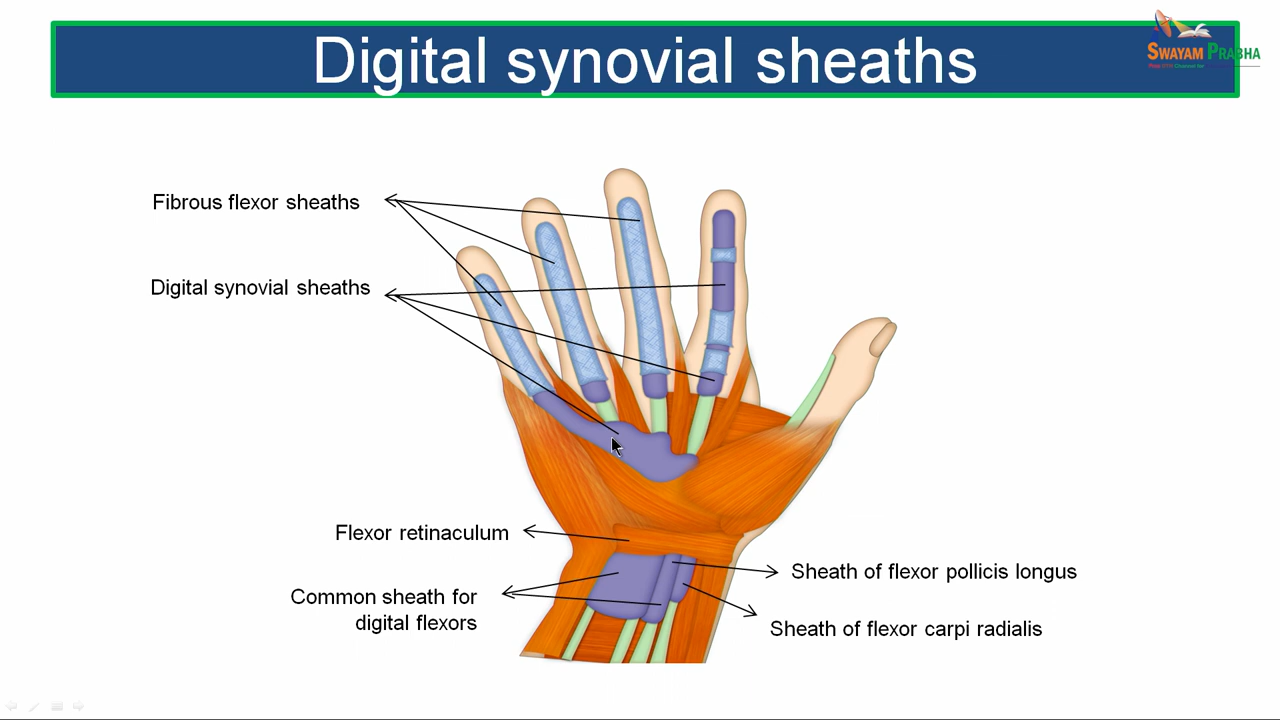 Digital synovial sheaths
SWAYAM PRABHA
Fibrous flexor sheaths
Digital synovial sheaths
Flexor retinaculum
Sheath of flexor pollicis longus
Common sheath for
digital flexors
Sheath of flexor carpi radialis